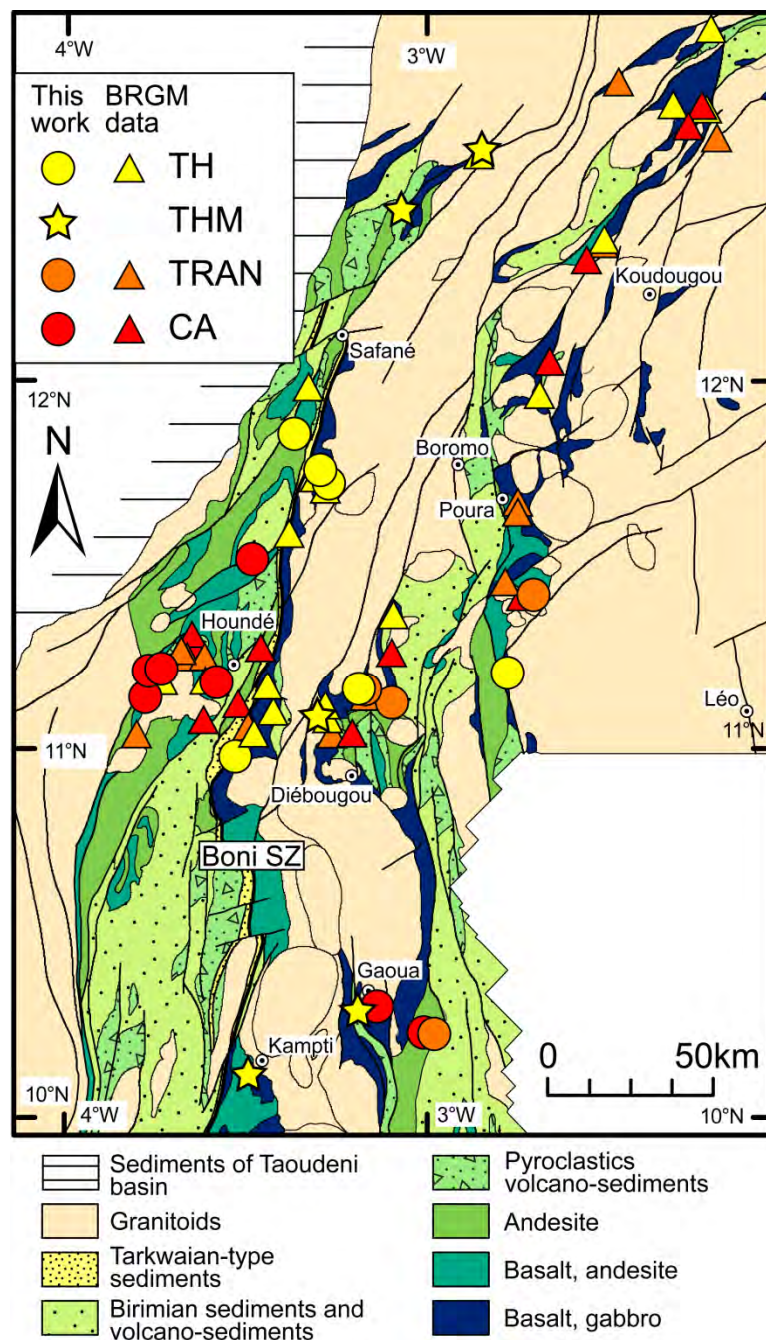 4°W
3°W
This BRGM
work data
TH
THM
TRAN
CA
Koudougou
Safané
12°N
12°N
N
Boromo
Poura
Houndé
Léo
11°N
11°N
Diébougou
Boni SZ
Gaoua
0 50km
Kampti
10°N
4°W
3°W
10°N
Sediments of Taoudeni
basin
Granitoids
Tarkwaian-type
sediments
Birimian sediments and
volcano-sediments
Pyroclastics
volcano-sediments
Andesite
Basalt, andesite
Basalt, gabbro